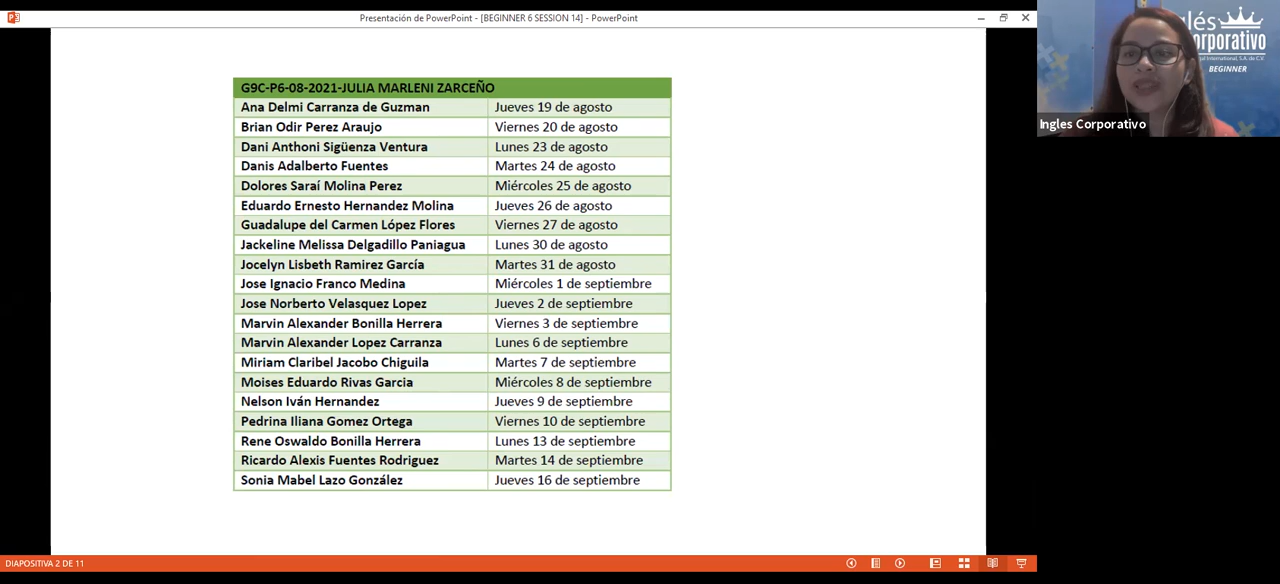 Presentación de PowerPoint - [BEGINNER 6 SESSION 14] - PowerPoint
G9C-P6-08-2021-JULIA MARLENI ZARCEÑO
Ana Delmi Carranza de Guzman Jueves 19 de agosto
Brian Odir Perez Araujo Viernes 20 de agosto
Dani Anthoni Sigüenza Ventura Lunes 23 de agosto
Danis Adalberto Fuentes Martes 24 de agosto
Dolores Saraí Molina Perez Miércoles 25 de agosto
Eduardo Ernesto Hernandez Molina Jueves 26 de agosto
Guadalupe del Carmen López Flores Viernes 27 de agosto
Jackeline Melissa Delgadillo Paniagua Lunes 30 de agosto
Jocelyn Lisbeth Ramirez García Martes 31 de agosto
Jose Ignacio Franco Medina Miércoles 1 de septiembre
Jose Norberto Velasquez Lopez Jueves 2 de septiembre
Marvin Alexander Bonilla Herrera Viernes 3 de septiembre
Marvin Alexander Lopez Carranza Lunes 6 de septiembre
Miriam Claribel Jacobo Chiguila Martes 7 de septiembre
Moises Eduardo Rivas Garcia Miércoles 8 de septiembre
Nelson Iván Hernandez Jueves 9 de septiembre
Pedrina Iliana Gomez Ortega Viernes 10 de septiembre
Rene Oswaldo Bonilla Herrera Lunes 13 de septiembre
Ricardo Alexis Fuentes Rodriguez Martes 14 de septiembre
Sonia Mabel Lazo González Jueves 16 de septiembre
DIAPOSITIVA 2 DE 11
glés
orporativo
al International, S.A. de C.V.
BEGINNER
Ingles Corporativo